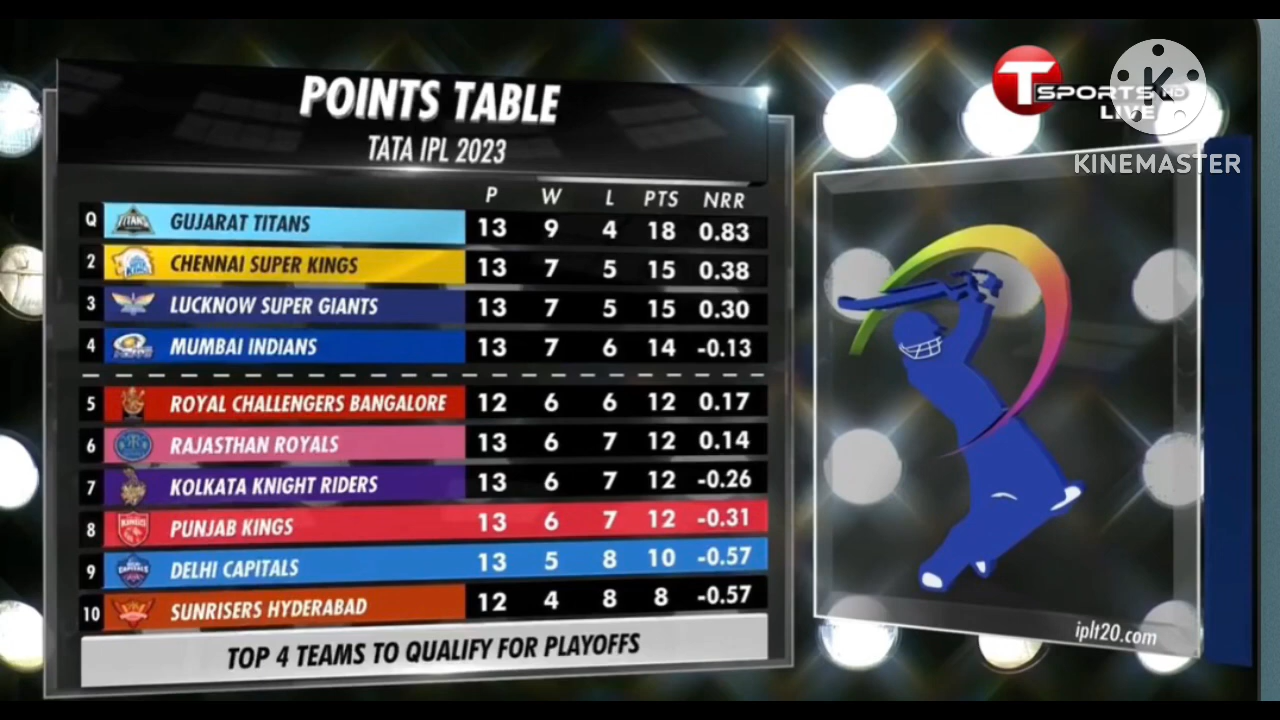 POINTS TABLE
TATA IPL 2023
P W L PTS NRR
Q TITANS GUJARAT TITANS 13 9 4 18 0.83
2 CHENNAI SUPER KINGS 13 7 5 15 0.38
3 LUCKNOW SUPER GIANTS 13 7 5 15 0.30
4 MUMBAI INDIANS 13 7 6 14 -0.13
5 ROYAL CHALLENGERS BANGALORE 12 6 6 12 0.17
6 RAJASTHAN ROYALS 13 6 7 12 0.14
7 KOLKATA KNIGHT RIDERS 13 6 7 12 -0.26
8 PUNJAB KINGS 13 6 7 12 -0.31
9 CAPITALS DELHI CAPITALS 13 5 8 10 -0.57
10 SUNRISERS HYDERABAD 12 4 8 8 -0.57
TOP 4 TEAMS TO QUALIFY FOR PLAYOFFS
T SPORTS HD
LIVE
K
KINEMASTER
iplt20.com